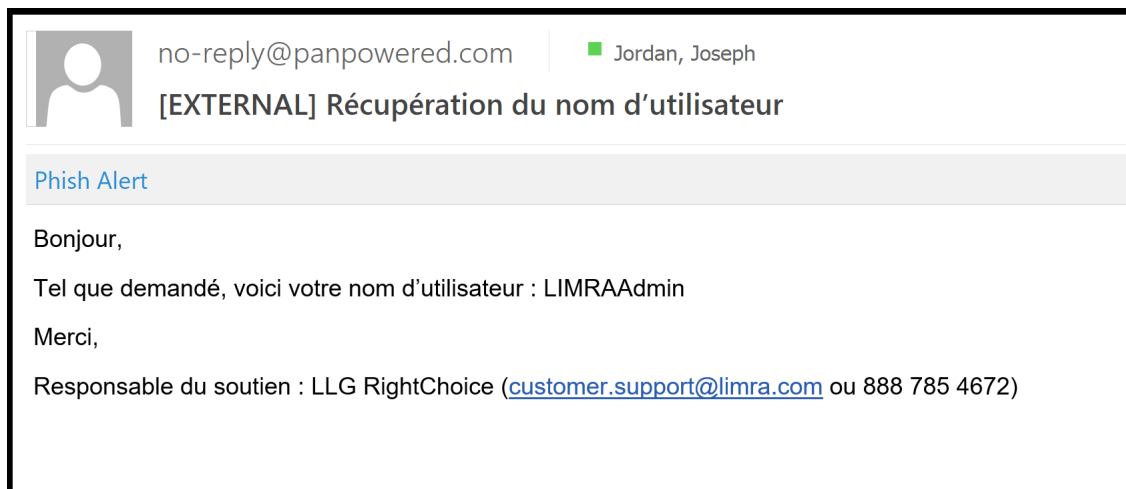 no-reply@panpowered.com Jordan, Joseph
[EXTERNAL] Récupération du nom d’utilisateur
Phish Alert
Bonjour,
Tel que demandé, voici votre nom d’utilisateur : LIMRAAdmin
Merci,
Responsable du soutien : LLG RightChoice (customer.support@limra.com ou 888 785 4672)